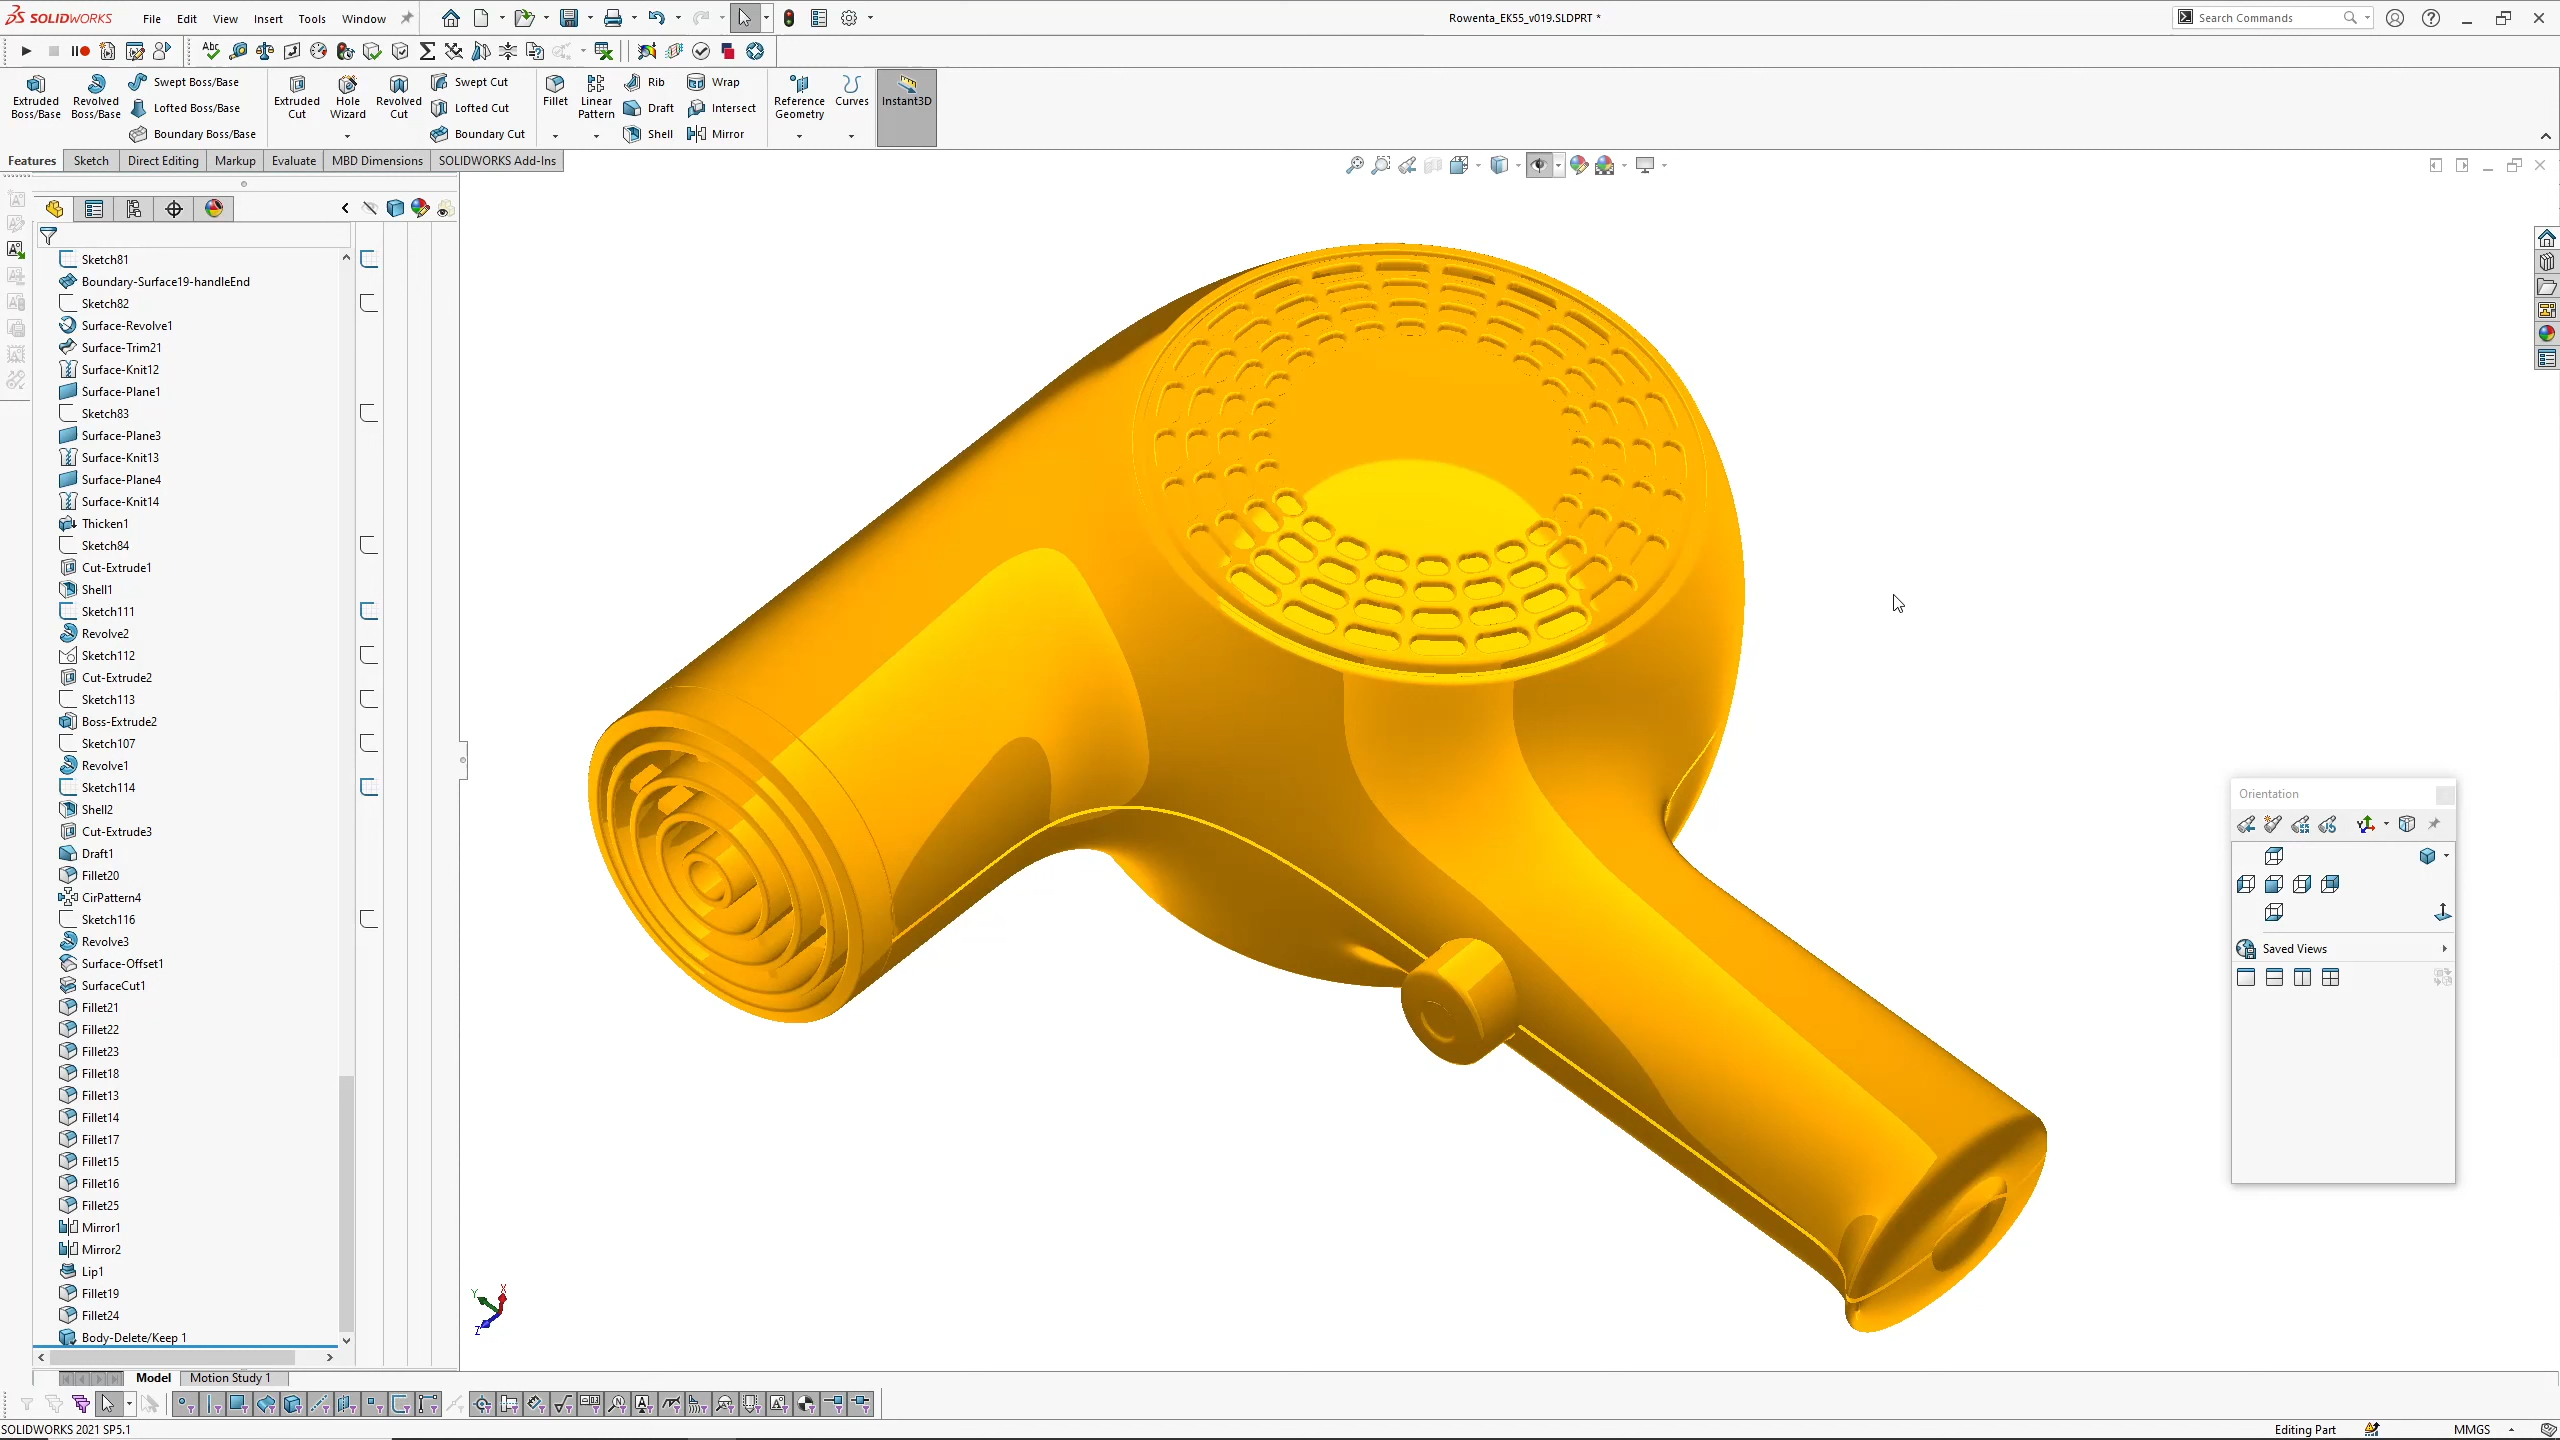 SOLIDWORKS File Edit View Insert Tools Window Rowenta_EK55_v019.SLDPRT * Search Commands
Abc
Extruded Boss/Base
Revolved Boss/Base
Swept Boss/Base
Lofted Boss/Base
Boundary Boss/Base
Extruded Cut
Hole Wizard
Revolved Cut
Swept Cut
Lofted Cut
Boundary Cut
Fillet
Linear Pattern
Rib
Draft
Shell
Wrap
Intersect
Mirror
Reference Geometry
Curves
Instant3D
Features Sketch Direct Editing Markup Evaluate MBD Dimensions SOLIDWORKS Add-Ins
Sketch81
Boundary-Surface19-handleEnd
Sketch82
Surface-Revolve1
Surface-Trim21
Surface-Knit12
Surface-Plane1
Sketch83
Surface-Plane3
Surface-Knit13
Surface-Plane4
Surface-Knit14
Thicken1
Sketch84
Cut-Extrude1
Shell1
Sketch111
Revolve2
Sketch112
Cut-Extrude2
Sketch113
Boss-Extrude2
Sketch107
Revolve1
Sketch114
Shell2
Cut-Extrude3
Draft1
Fillet20
CirPattern4
Sketch116
Revolve3
Surface-Offset1
SurfaceCut1
Fillet21
Fillet22
Fillet23
Fillet18
Fillet13
Fillet14
Fillet17
Fillet15
Fillet16
Fillet25
Mirror1
Mirror2
Lip1
Fillet19
Fillet24
Body-Delete/Keep 1
Orientation
Saved Views
Y X
Z
Model Motion Study 1
SOLIDWORKS 2021 SP5.1 Editing Part MMGS